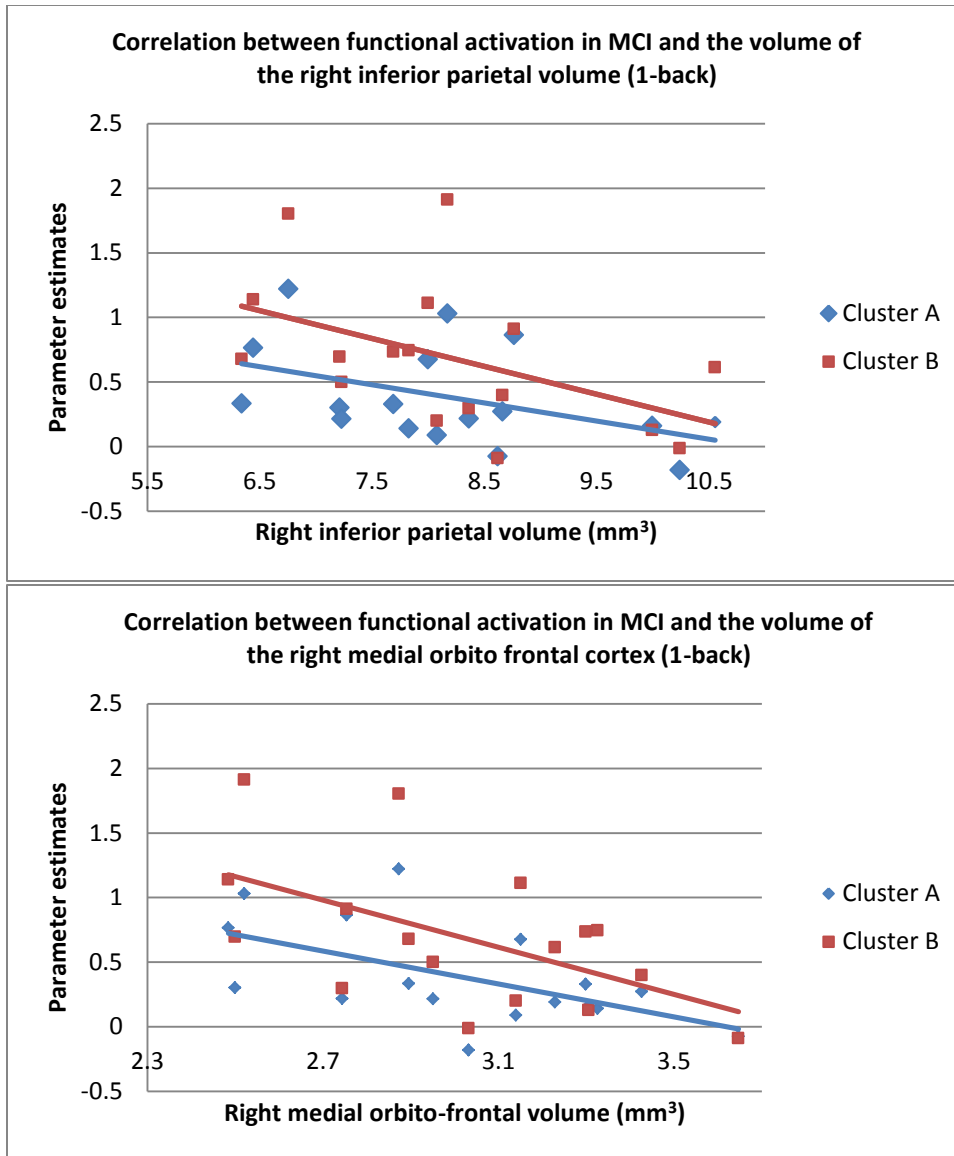 Correlation between functional activation in MCI and the volume of
the right inferior parietal volume (1-back)
2.5
2
1.5
1
0.5
0
-0.5
Parameter estimates
5.5 6.5 7.5 8.5 9.5 10.5
Right inferior parietal volume (mm³)
Cluster A
Cluster B
Correlation between functional activation in MCI and the volume of
the right medial orbito frontal cortex (1-back)
2.5
2
1.5
1
0.5
0
-0.5
Parameter estimates
2.3 2.7 3.1 3.5
Right medial orbito-frontal volume (mm³)
Cluster A
Cluster B